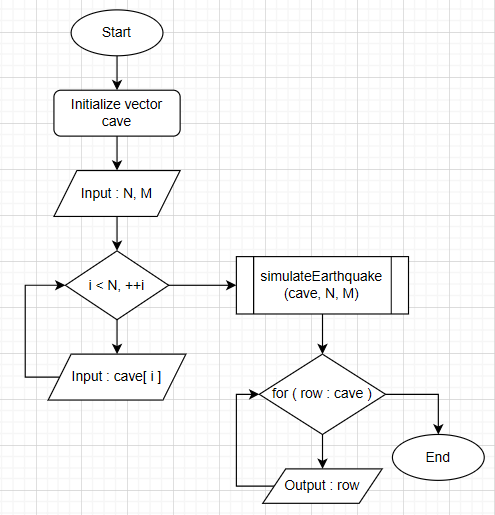 Start
Initialize vector
cave
Input : N, M
i < N, ++i
simulateEarthquake
(cave, N, M)
Input : cave[ i ]
for ( row : cave )
End
Output : row